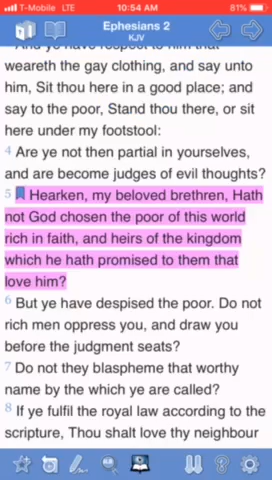 T-Mobile LTE 10:54 AM 81%
Ephesians 2
KJV
And ye have respect to him that
weareth the gay clothing, and say unto
him, Sit thou here in a good place; and
say to the poor, Stand thou there, or sit
here under my footstool:
4 Are ye not then partial in yourselves,
and are become judges of evil thoughts?
5 Hearken, my beloved brethren, Hath
not God chosen the poor of this world
rich in faith, and heirs of the kingdom
which he hath promised to them that
love him?
6 But ye have despised the poor. Do not
rich men oppress you, and draw you
before the judgment seats?
7 Do not they blaspheme that worthy
name by the which ye are called?
8 If ye fulfil the royal law according to the
scripture, Thou shalt love thy neighbour